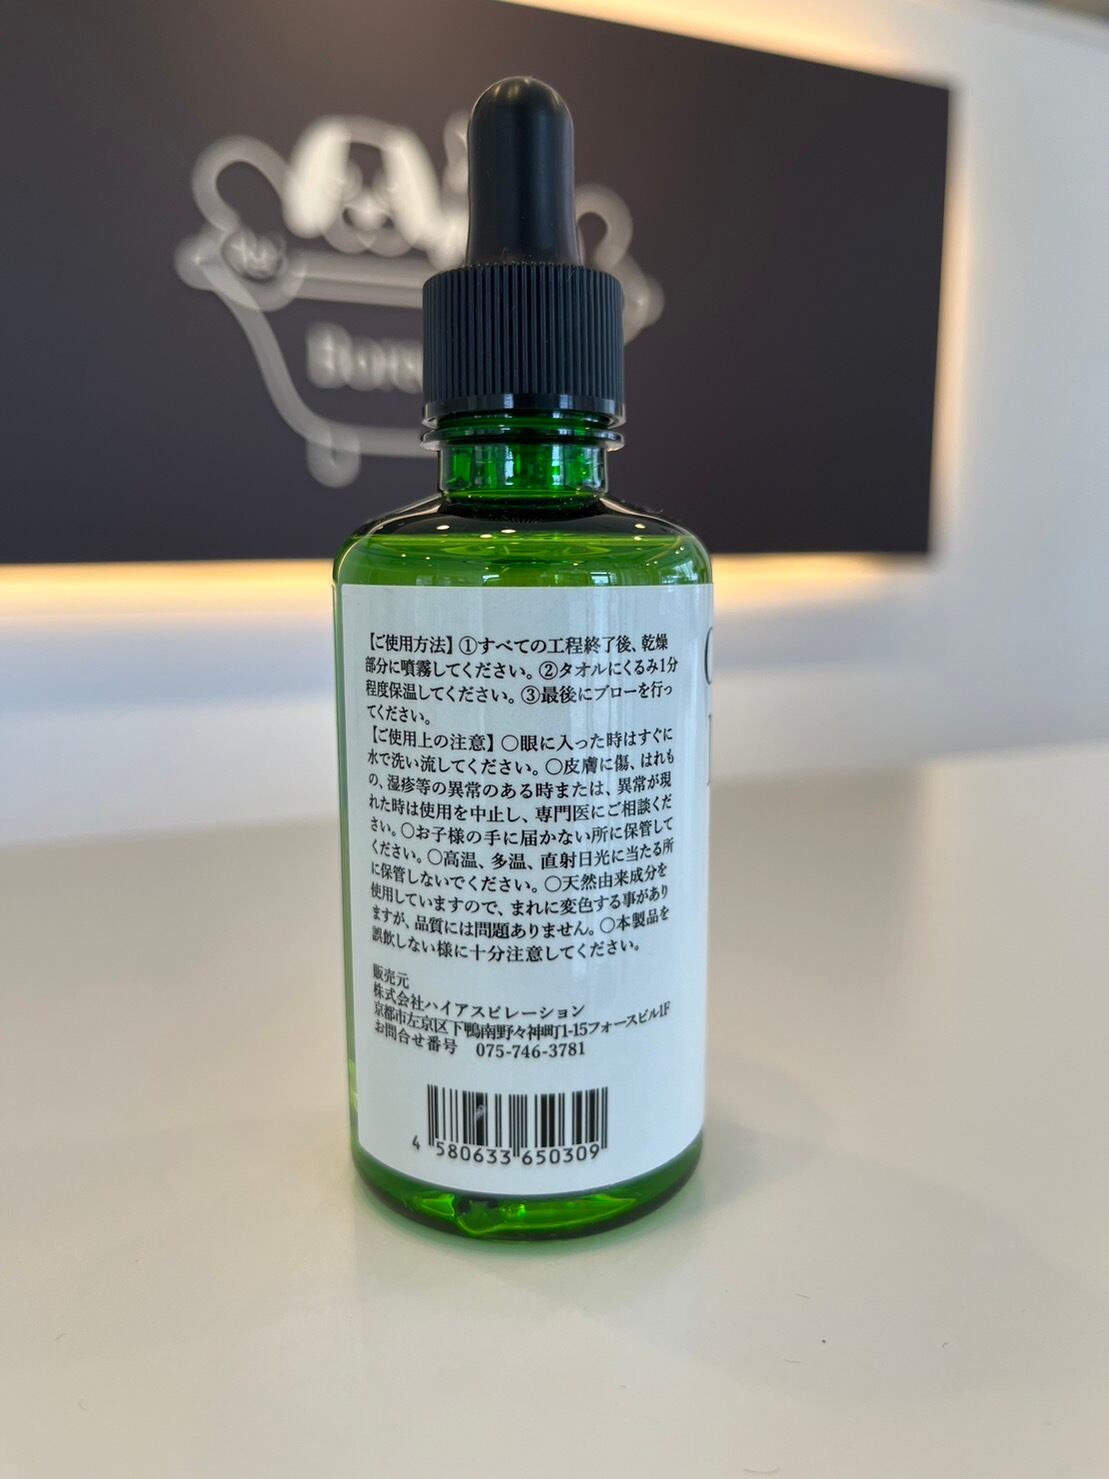 Bon
【ご使用方法】①すべての工程終了後、乾燥
部分に噴霧してください。②タオルにくるみ1分
程度保温してください。③最後にブローを行っ
てください。
【ご使用上の注意】〇眼に入った時はすぐに
水で洗い流してください。〇皮膚に傷、はれも
の、湿疹等の異常のある時または、異常が現
れた時は使用を中止し、専門医にご相談くだ
さい。〇お子様の手に届かない所に保管して
ください。〇高温、多温、直射日光に当たる所
に保管しないでください。〇天然由来成分を
使用していますので、まれに変色する事があり
ますが、品質には問題ありません。〇本製品を
誤飲しない様に十分注意してください。
販売元
株式会社ハイアスピレーション
京都市左京区下鴨南野々神町1-15フォースビル1F
お問合せ番号 075-746-3781
4 580633 650309